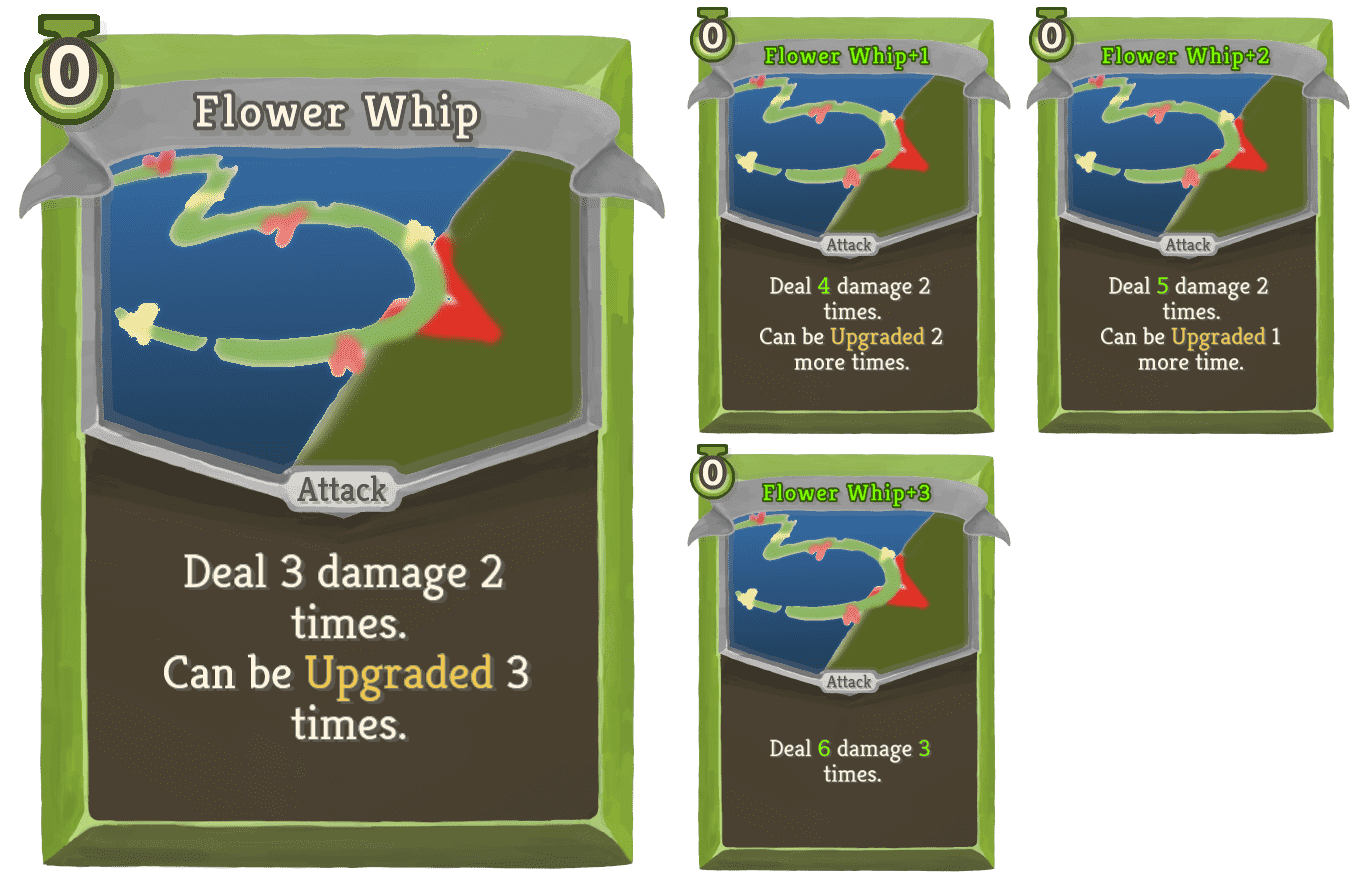 0
Flower Whip
Attack
Deal 3 damage 2
times.
Can be Upgraded 3
times.
0
Flower Whip+1
Attack
Deal 4 damage 2
times.
Can be Upgraded 2
more times.
0
Flower Whip+2
Attack
Deal 5 damage 2
times.
Can be Upgraded 1
more time.
0
Flower Whip+3
Attack
Deal 6 damage 3
times.